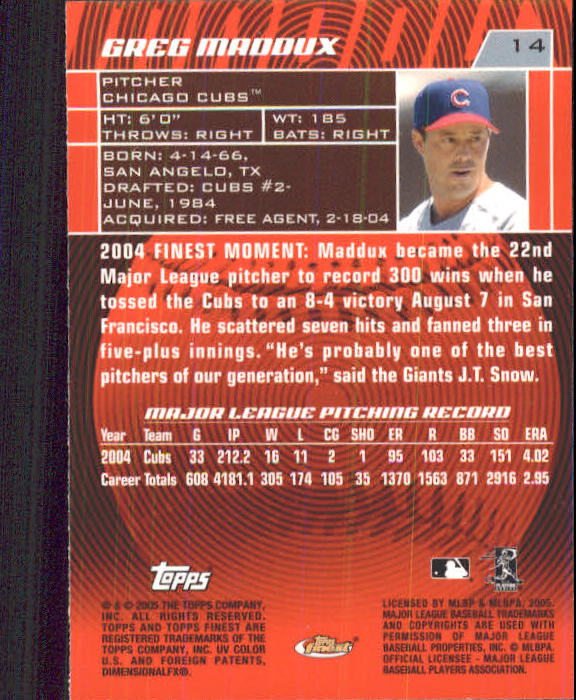 GREG MADDUX
14
PITCHER
CHICAGO CUBS™
HT: 6'0" WT: 185
THROWS: RIGHT BATS: RIGHT
BORN: 4-14-66,
SAN ANGELO, TX
DRAFTED: CUBS #2-
JUNE, 1984
ACQUIRED: FREE AGENT, 2-18-04
C
2004 FINEST MOMENT: Maddux became the 22nd
Major League pitcher to record 300 wins when he
tossed the Cubs to an 8-4 victory August 7 in San
Francisco. He scattered seven hits and fanned three in
five-plus innings. “He's probably one of the best
pitchers of our generation,” said the Giants J.T. Snow.
MAJOR LEAGUE PITCHING RECORD
Year Team G IP W L CG SHO ER R BB SO ERA
2004 Cubs 33 212.2 16 11 2 1 95 103 33 151 4.02
Career Totals 608 4181.1 305 174 105 35 1370 1563 871 2916 2.95
Topps
® & © 2005 THE TOPPS COMPANY,
INC. ALL RIGHTS RESERVED.
TOPPS AND TOPPS FINEST ARE
REGISTERED TRADEMARKS OF THE
TOPPS COMPANY, INC. UV COLOR
U.S. AND FOREIGN PATENTS,
DIMENSIONALFX®.
Topps
Finest
LICENSED BY MLBP & MLBPA, 2005.
MAJOR LEAGUE BASEBALL TRADEMARKS
AND COPYRIGHTS ARE USED WITH
PERMISSION OF MAJOR LEAGUE
BASEBALL PROPERTIES, INC. © MLBPA.
OFFICIAL LICENSEE - MAJOR LEAGUE
BASEBALL PLAYERS ASSOCIATION.